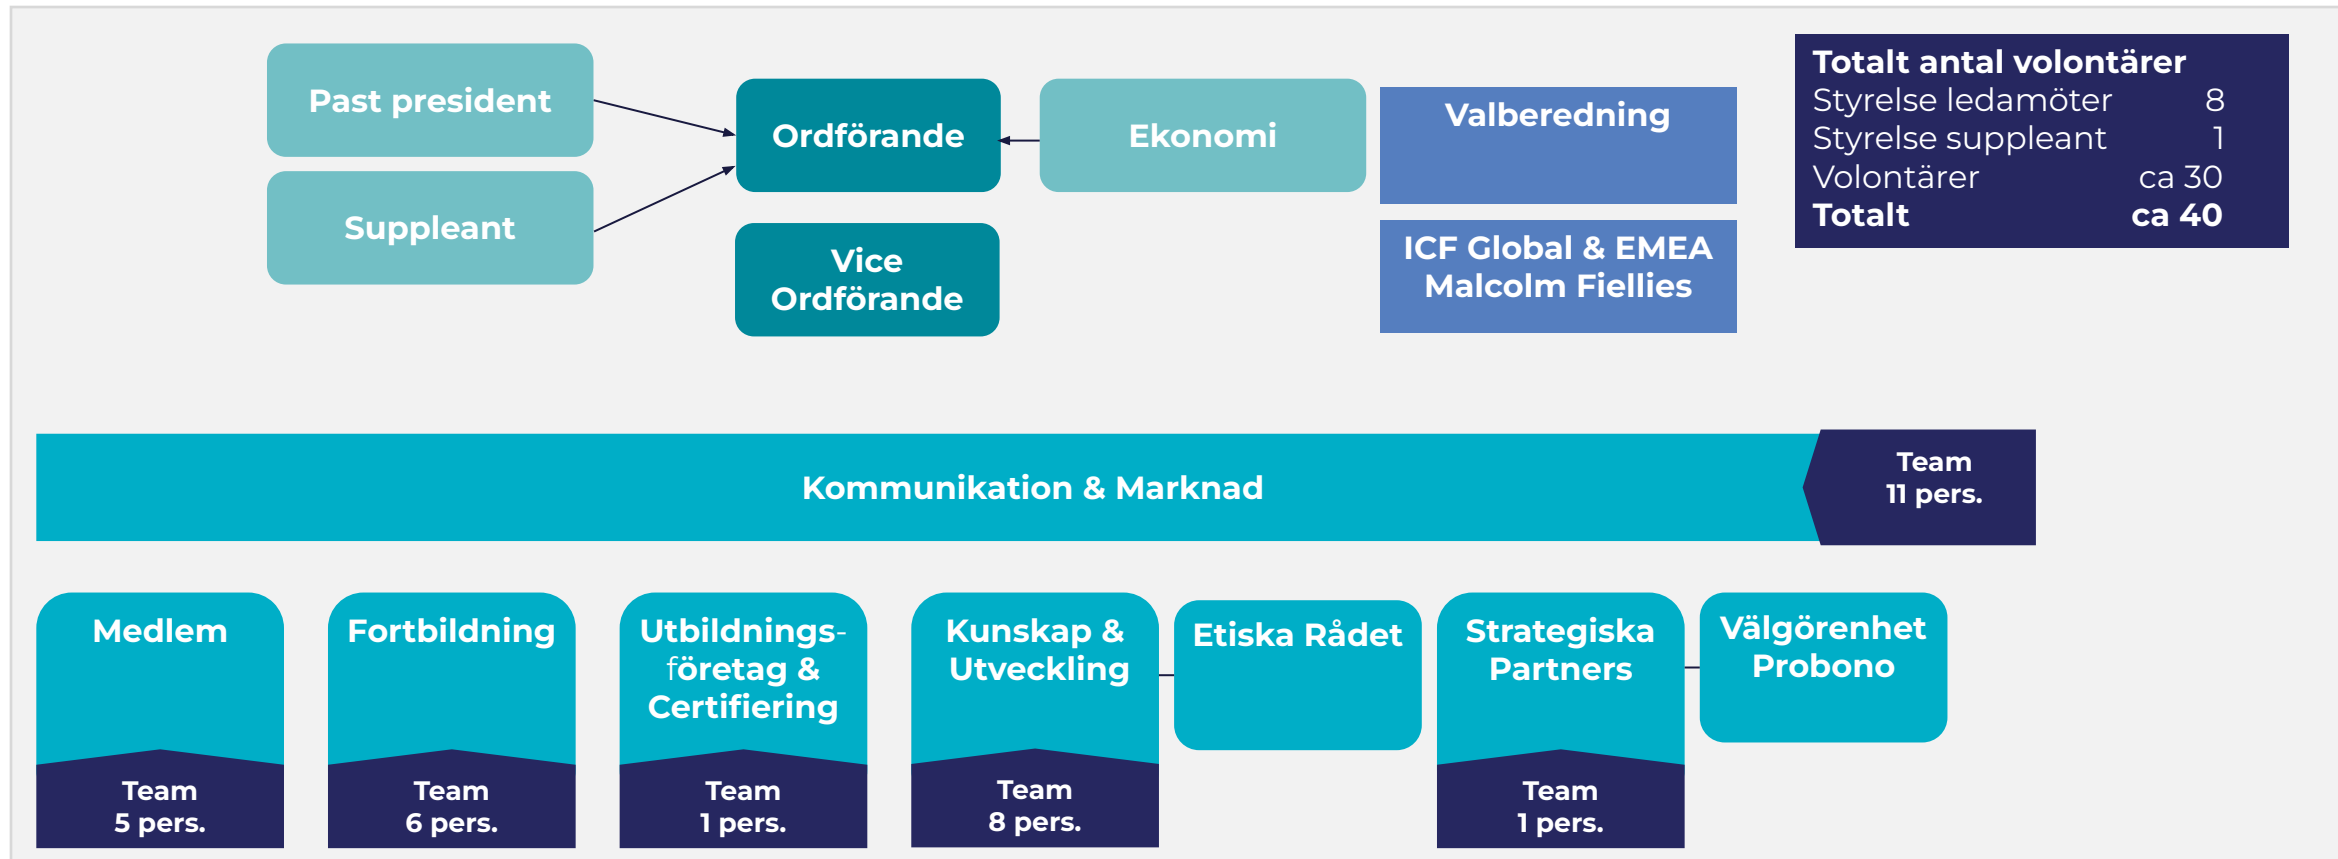 Past president
Suppleant
Ordförande
Vice
Ordförande
Ekonomi
Valberedning
ICF Global & EMEA
Malcolm Fiellies
Totalt antal volontärer
Styrelse ledamöter 8
Styrelse suppleant 1
Volontärer ca 30
Totalt ca 40
Kommunikation & Marknad
Team
11 pers.
Medlem
Team
5 pers.
Fortbildning
Team
6 pers.
Utbildnings-
företag &
Certifiering
Team
1 pers.
Kunskap &
Utveckling
Team
8 pers.
Etiska Rådet
Strategiska
Partners
Team
1 pers.
Välgörenhet
Probono